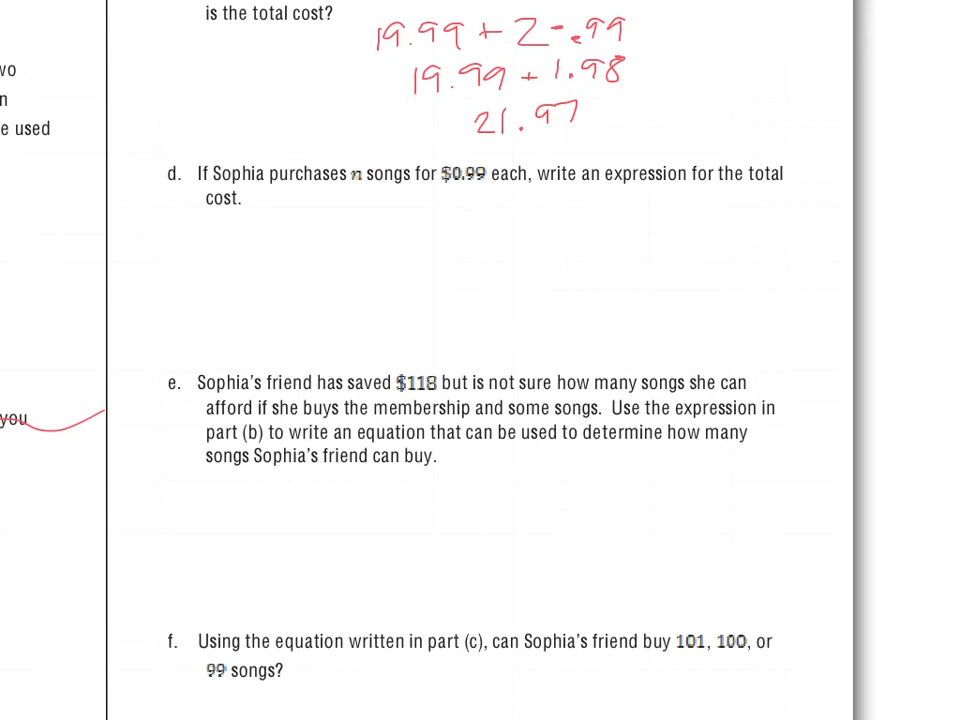 is the total cost?
19.99 + 2 - .99
19.99 + 1.98
21.97
wo
n
e used
d. If Sophia purchases n songs for $0.99 each, write an expression for the total
cost.
e. Sophia's friend has saved $118 but is not sure how many songs she can
afford if she buys the membership and some songs. Use the expression in
you
part (b) to write an equation that can be used to determine how many
songs Sophia's friend can buy.
f. Using the equation written in part (c), can Sophia's friend buy 101, 100, or
99 songs?